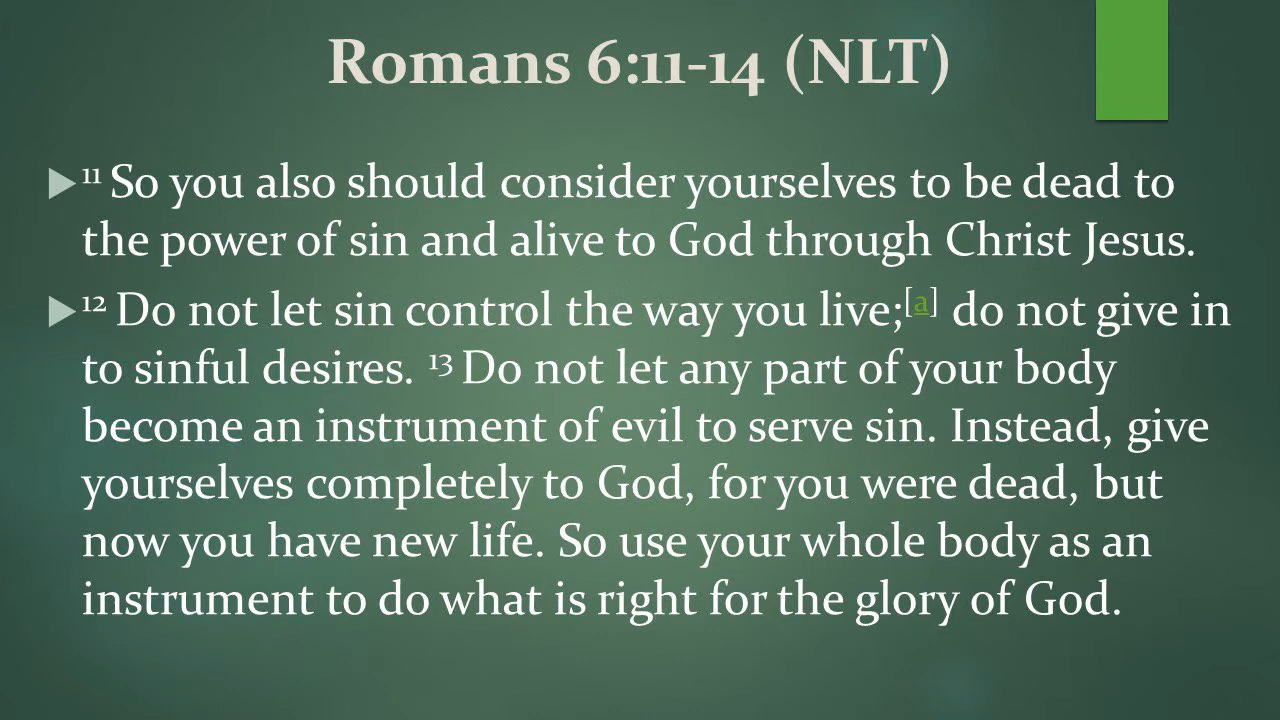 Romans 6:11-14 (NLT)
11 So you also should consider yourselves to be dead to
the power of sin and alive to God through Christ Jesus.
12 Do not let sin control the way you live;[a] do not give in
to sinful desires. 13 Do not let any part of your body
become an instrument of evil to serve sin. Instead, give
yourselves completely to God, for you were dead, but
now you have new life. So use your whole body as an
instrument to do what is right for the glory of God.